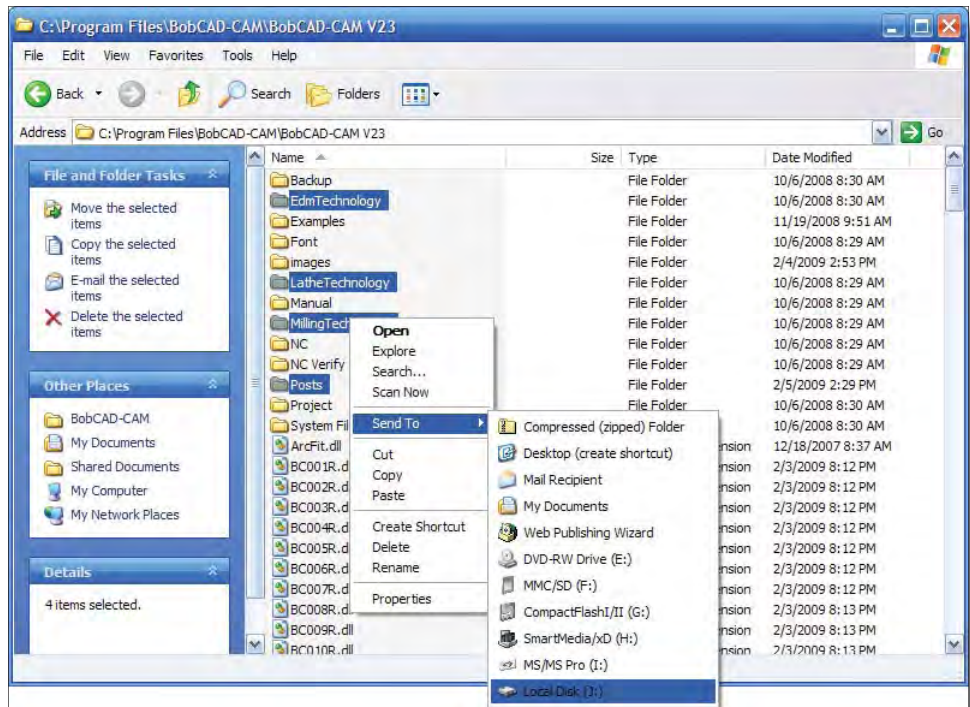 C:\Program Files\BobCAD-CAM\BobCAD-CAM V23
File Edit View Favorites Tools Help
Back Search Folders
Address C:\Program Files\BobCAD-CAM\BobCAD-CAM V23 Go
File and Folder Tasks
Move the selected
items
Copy the selected
items
E-mail the selected
items
Delete the selected
items
Other Places
BobCAD-CAM
My Documents
Shared Documents
My Computer
My Network Places
Details
4 items selected.
Name Size Type Date Modified
Backup File Folder 10/6/2008 8:30 AM
EdmTechnology File Folder 10/6/2008 8:30 AM
Examples File Folder 11/19/2008 9:51 AM
Font File Folder 10/6/2008 8:29 AM
images File Folder 2/4/2009 2:53 PM
LatheTechnology File Folder 10/6/2008 8:29 AM
Manual File Folder 10/6/2008 8:29 AM
MillingTech File Folder 10/6/2008 8:29 AM
NC File Folder 10/6/2008 8:29 AM
NC Verify File Folder 10/6/2008 8:30 AM
Posts File Folder 2/5/2009 2:29 PM
Project File Folder 10/6/2008 8:30 AM
System Fil 10/6/2008 8:30 AM
ArcFit.dll nsion 12/18/2007 8:37 AM
BC001R.d nsion 2/3/2009 8:12 PM
BC002R.d nsion 2/3/2009 8:12 PM
BC003R.d nsion 2/3/2009 8:12 PM
BC004R.d nsion 2/3/2009 8:12 PM
BC005R.d nsion 2/3/2009 8:12 PM
BC006R.d nsion 2/3/2009 8:12 PM
BC007R.d nsion 2/3/2009 8:12 PM
BC008R.d nsion 2/3/2009 8:13 PM
BC009R.dll nsion 2/3/2009 8:13 PM
BC010R.dll nsion 2/3/2009 8:13 PM
Open
Explore
Search...
Scan Now
Send To
Cut
Copy
Paste
Create Shortcut
Delete
Rename
Properties
Compressed (zipped) Folder
Desktop (create shortcut)
Mail Recipient
My Documents
Web Publishing Wizard
DVD-RW Drive (E:)
MMC/SD (F:)
CompactFlashI/II (G:)
SmartMedia/xD (H:)
MS/MS Pro (I:)
Local Disk (J:)